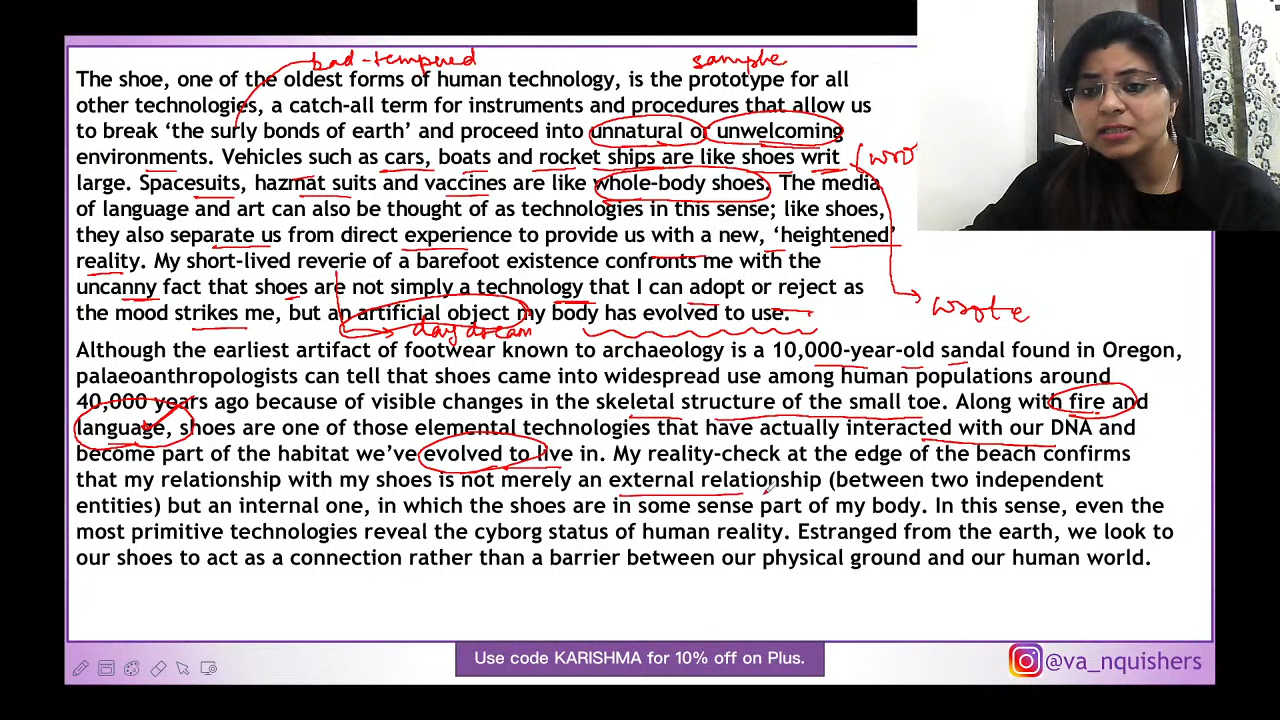 bad-tempered sample
The shoe, one of the oldest forms of human technology, is the prototype for all
other technologies, a catch-all term for instruments and procedures that allow us
to break ‘the surly bonds of earth’ and proceed into unnatural or unwelcoming
environments. Vehicles such as cars, boats and rocket ships are like shoes writ
large. Spacesuits, hazmat suits and vaccines are like whole-body shoes. The media
of language and art can also be thought of as technologies in this sense; like shoes,
they also separate us from direct experience to provide us with a new, ‘heightened’
reality. My short-lived reverie of a barefoot existence confronts me with the
uncanny fact that shoes are not simply a technology that I can adopt or reject as
wrote
the mood strikes me, but an artificial object my body has evolved to use.
day dream
Although the earliest artifact of footwear known to archaeology is a 10,000-year-old sandal found in Oregon,
palaeoanthropologists can tell that shoes came into widespread use among human populations around
40,000 years ago because of visible changes in the skeletal structure of the small toe. Along with fire and
language, shoes are one of those elemental technologies that have actually interacted with our DNA and
become part of the habitat we’ve evolved to live in. My reality-check at the edge of the beach confirms
that my relationship with my shoes is not merely an external relationship (between two independent
entities) but an internal one, in which the shoes are in some sense part of my body. In this sense, even the
most primitive technologies reveal the cyborg status of human reality. Estranged from the earth, we look to
our shoes to act as a connection rather than a barrier between our physical ground and our human world.
Use code KARISHMA for 10% off on Plus.
@va_nquishers